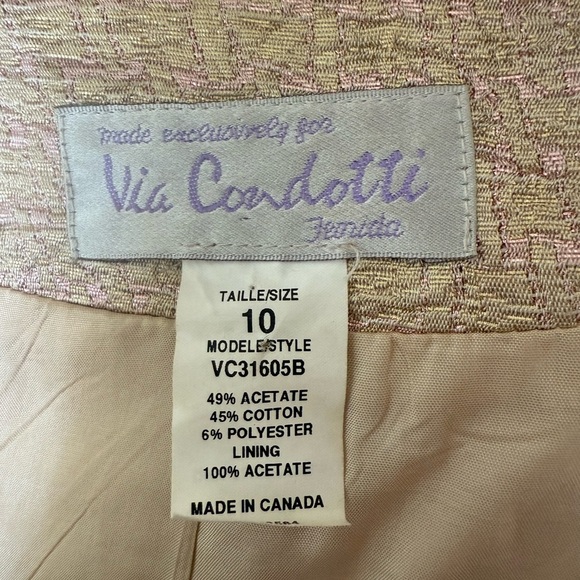 made exclusively for
Via Condotti
TAILLE/SIZE
10
MODELE/STYLE
VC31605B
49% ACETATE
45% COTTON
6% POLYESTER
LINING
100% ACETATE
MADE IN CANADA